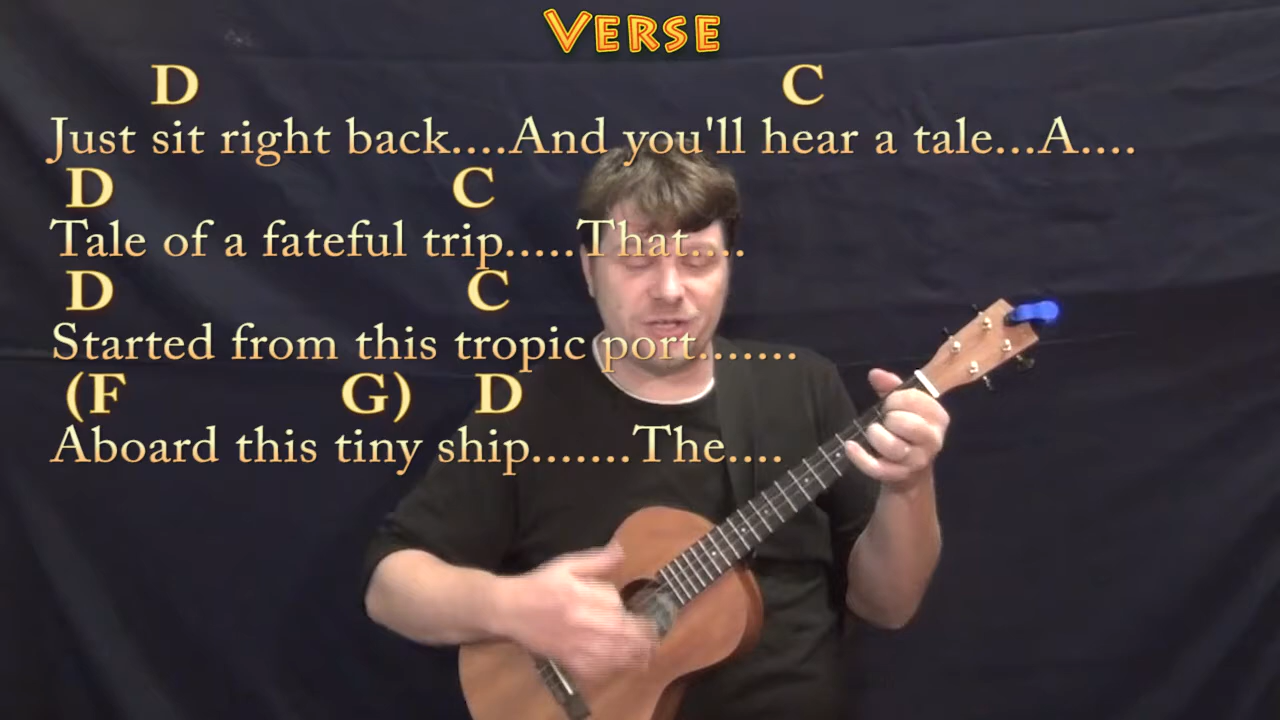 VERSE
D C
Just sit right back....And you'll hear a tale...A....
D C
Tale of a fateful trip.....That....
D C
Started from this tropic port.......
(F G) D
Aboard this tiny ship.......The....